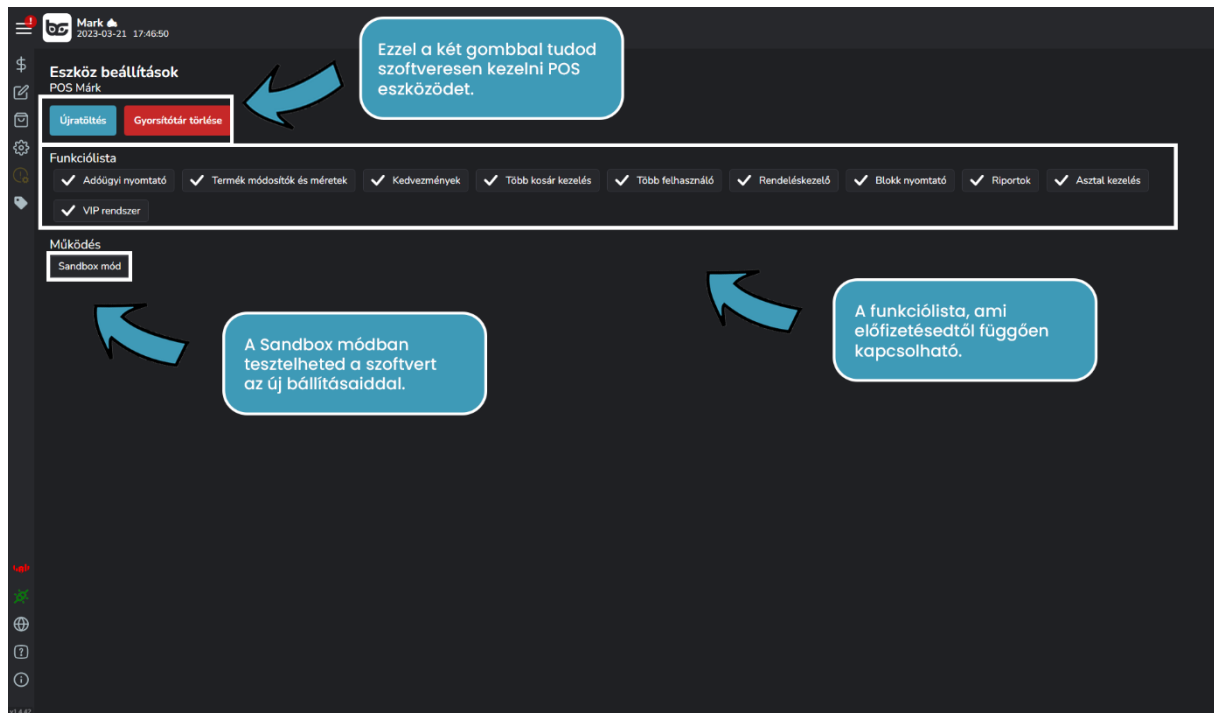 Mark
2023-03-21 17:46:50
Ezzel a két gombbal tudod
szoftveresen kezelni POS
eszközödet.
Eszköz beállítások
POS Márk
Újratöltés Gyorsítótár törlése
Funkciólista
Adóügyi nyomtató Termék módosítók és méretek Kedvezmények Több kosár kezelés Több felhasználó Rendeléskezelő Blokk nyomtató Riportok Asztal kezelés
VIP rendszer
Működés
Sandbox mód
A funkciólista, ami
előfizetésedtől függően
kapcsolható.
A Sandbox módban
tesztelheted a szoftvert
az új bállításaiddal.